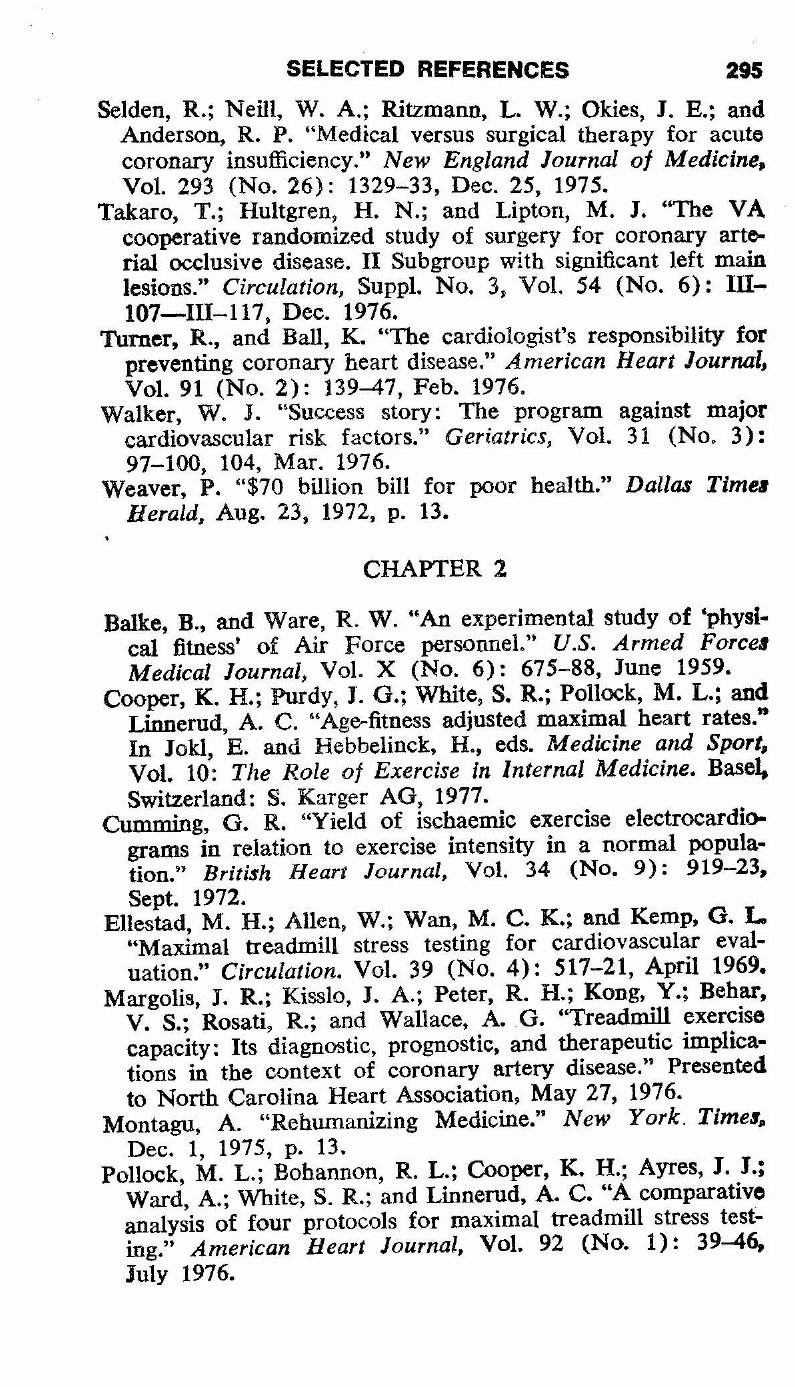 SELECTED REFERENCES 295
Selden, R.; Neill, W. A.; Ritzmann, L. W.; Okies, J. E.; and
Anderson, R. P. “Medical versus surgical therapy for acute
coronary insufficiency.” New England Journal of Medicine,
Vol. 293 (No. 26): 1329–33, Dec. 25, 1975.
Takaro, T.; Hultgren, H. N.; and Lipton, M. J. “The VA
cooperative randomized study of surgery for coronary arte-
rial occlusive disease. II Subgroup with significant left main
lesions.” Circulation, Suppl. No. 3, Vol. 54 (No. 6): III–
107—III–117, Dec. 1976.
Turner, R., and Ball, K. “The cardiologist’s responsibility for
preventing coronary heart disease.” American Heart Journal,
Vol. 91 (No. 2): 139–47, Feb. 1976.
Walker, W. J. “Success story: The program against major
cardiovascular risk factors.” Geriatrics, Vol. 31 (No. 3):
97–100, 104, Mar. 1976.
Weaver, P. “$70 billion bill for poor health.” Dallas Times
Herald, Aug. 23, 1972, p. 13.
CHAPTER 2
Balke, B., and Ware, R. W. “An experimental study of ‘physi-
cal fitness’ of Air Force personnel.” U.S. Armed Forces
Medical Journal, Vol. X (No. 6): 675–88, June 1959.
Cooper, K. H.; Purdy, J. G.; White, S. R.; Pollock, M. L.; and
Linnerud, A. C. “Age-fitness adjusted maximal heart rates.”
In Jokl, E. and Hebbelinck, H., eds. Medicine and Sport,
Vol. 10: The Role of Exercise in Internal Medicine. Basel,
Switzerland: S. Karger AG, 1977.
Cumming, G. R. “Yield of ischaemic exercise electrocardio-
grams in relation to exercise intensity in a normal popula-
tion.” British Heart Journal, Vol. 34 (No. 9): 919–23,
Sept. 1972.
Ellestad, M. H.; Allen, W.; Wan, M. C. K.; and Kemp, G. L.
“Maximal treadmill stress testing for cardiovascular eval-
uation.” Circulation. Vol. 39 (No. 4): 517–21, April 1969.
Margolis, J. R.; Kisslo, J. A.; Peter, R. H.; Kong, Y.; Behar,
V. S.; Rosati, R.; and Wallace, A. G. “Treadmill exercise
capacity: Its diagnostic, prognostic, and therapeutic implica-
tions in the context of coronary artery disease.” Presented
to North Carolina Heart Association, May 27, 1976.
Montagu, A. “Rehumanizing Medicine.” New York. Times,
Dec. 1, 1975, p. 13.
Pollock, M. L.; Bohannon, R. L.; Cooper, K. H.; Ayres, J. J.;
Ward, A.; White, S. R.; and Linnerud, A. C. “A comparative
analysis of four protocols for maximal treadmill stress test-
ing.” American Heart Journal, Vol. 92 (No. 1): 39–46,
July 1976.